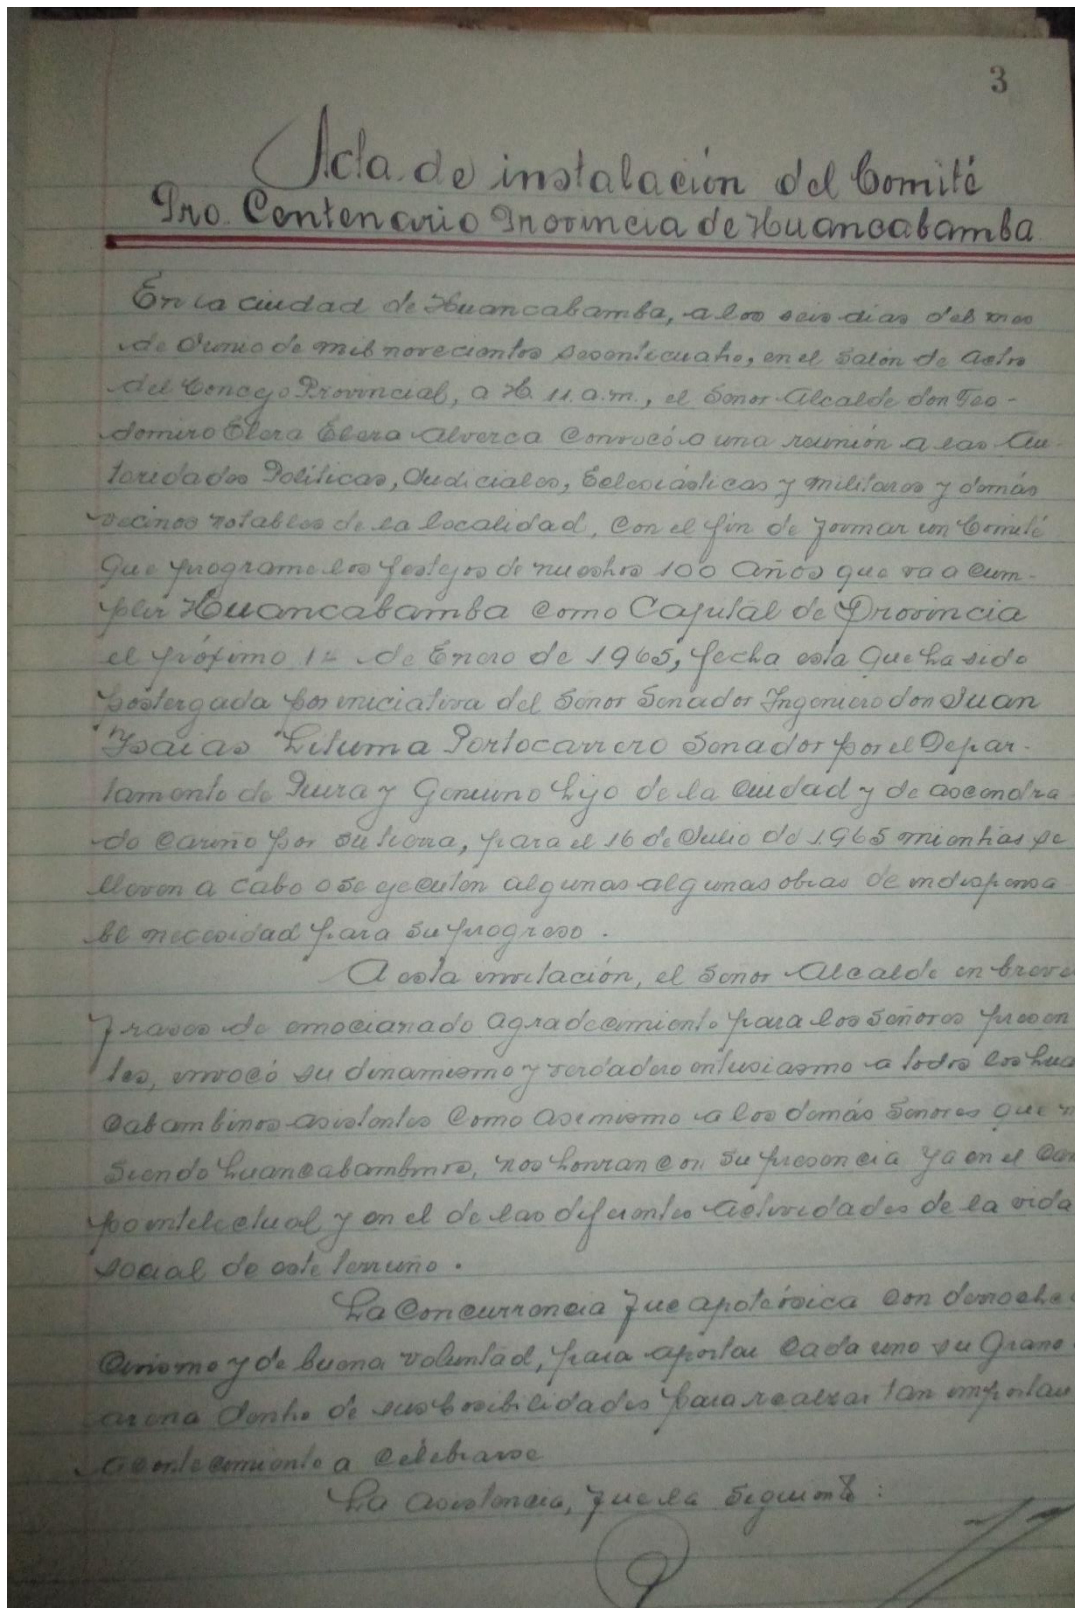 3
Acta de instalación del Comité
Pro. Centenario Provincia de Huancabamba
En la ciudad de Huancabamba, a los seis dias del mes
de Junio de mil novecientos sesenticuatro, en el Salón de Actos
del Concejo Provincial, a H. 11. a.m., el Señor Alcalde don Teo-
domiro Elera Elera Alverca Convocó a una reunión a las Au-
toridades Políticas, Judiciales, Eclesiásticas y militares y demás
vecinos notables de la localidad, Con el fin de formar un Comité
que programe los festejos de nuestros 100 Años que va a Cum-
plir Huancabamba Como Capital de Provincia
el próximo 14 de Enero de 1965, fecha esta que ha sido
postergada por iniciativa del Señor Senador Ingeniero don Juan
Isaias Lituma Portocarrero Senador por el Depar-
tamento de Piura y Genuino hijo de la Ciudad y de acendra
do Cariño por su tierra, para el 16 de Julio de 1.965 mientras se
lleven a cabo o se ejecuten algunas algunas obras de indispensa
ble necesidad para su progreso.
A esta invitación, el Señor Alcalde en breve
frases de emocionado agradecimiento para los Señores presen
tes, invocó su dinamismo y verdadero entusiasmo a todos los hua
cabambinos asistentes Como asimismo a los demás Señores que n
siendo huancabambinos, nos honran con su presencia ya en el Cam
po intelectual y en el de las diferentes Actividades de la vida
social de este terruño.
La Concurrencia fue apoteósica con derroche
Civismo y de buena voluntad, para aportar Cada uno su Grano
arena dentro de sus posibilidades para realzar tan importan
acontecimiento a Celebrarse
La asistencia, fue la Siguiente: